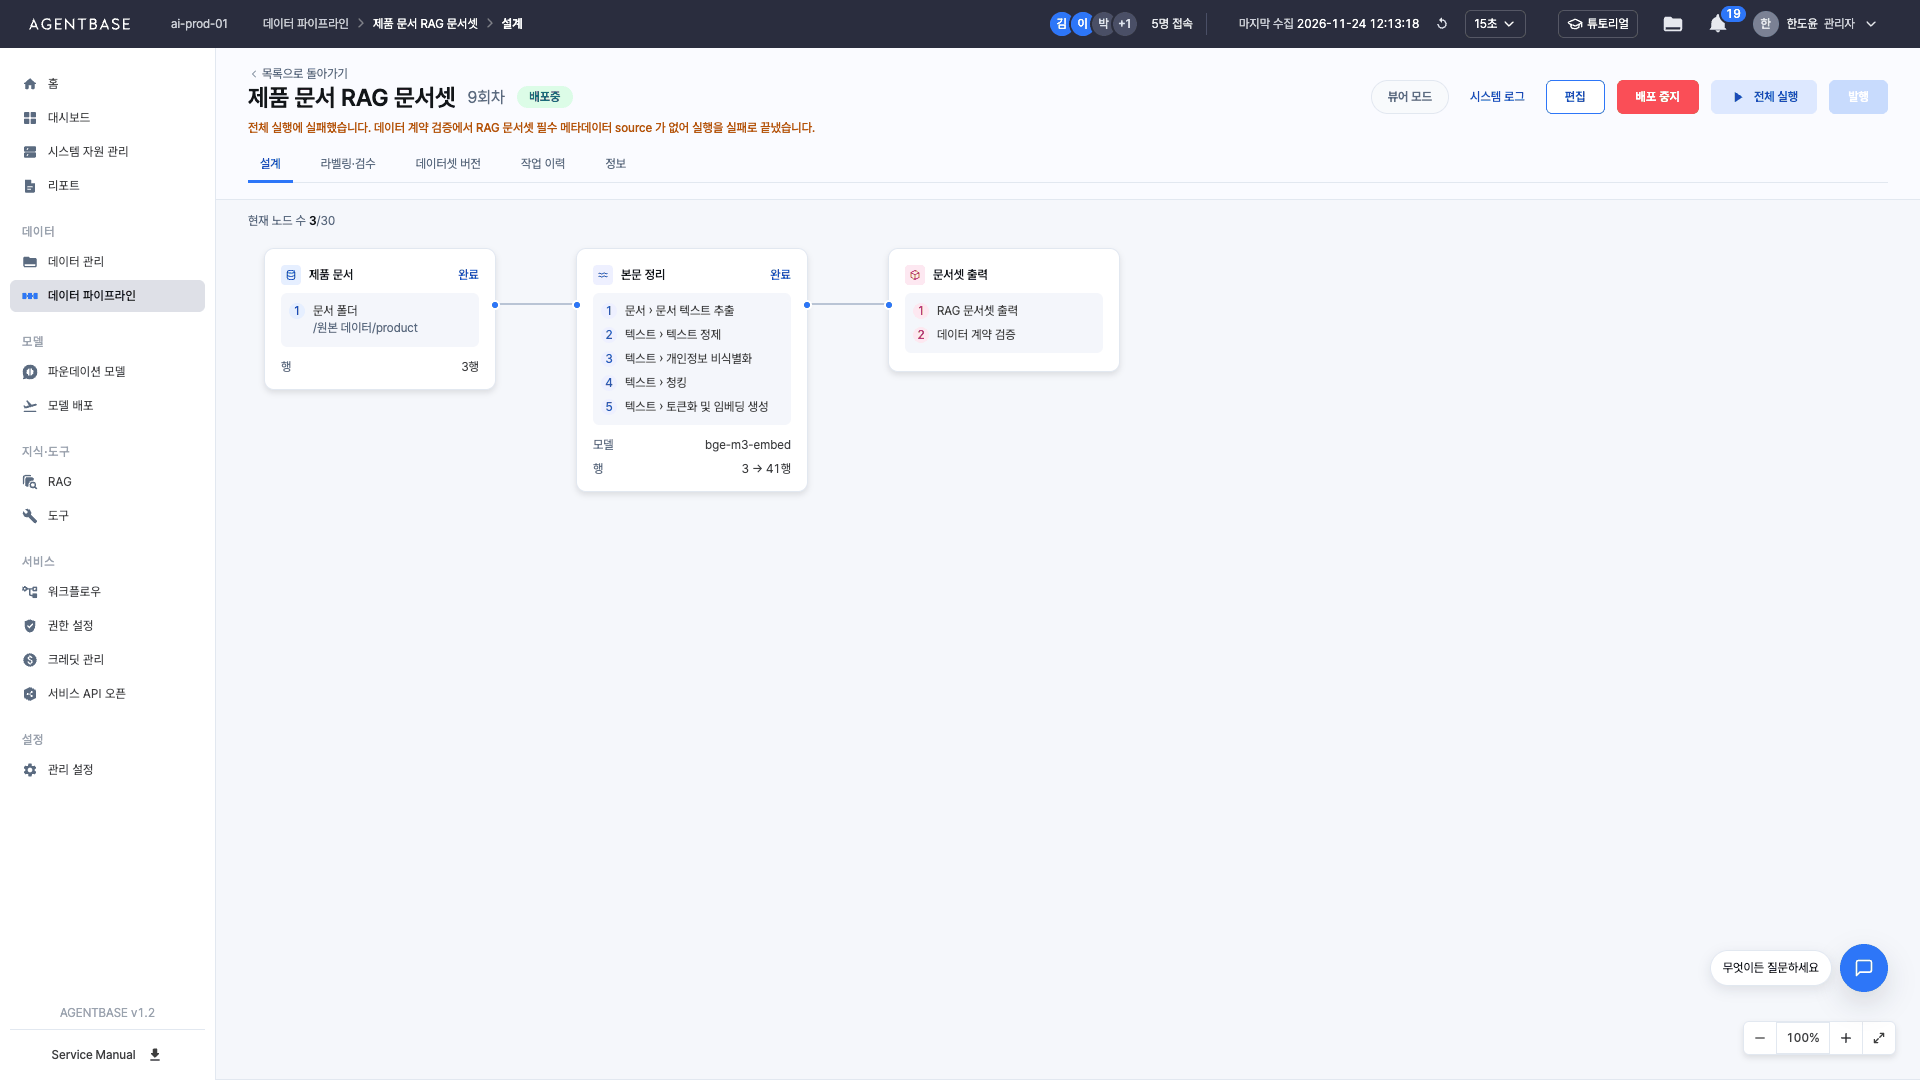 AGENTBASE
ai-prod-01
데이터 파이프라인 > 제품 문서 RAG 문서셋 > 설계
김 이 박 +1 5명 접속
마지막 수집 2026-11-24 12:13:18
15초
튜토리얼
19
한 한도윤 관리자
홈
대시보드
시스템 자원 관리
리포트
데이터
데이터 관리
데이터 파이프라인
모델
파운데이션 모델
모델 배포
지식·도구
RAG
도구
서비스
워크플로우
권한 설정
크레딧 관리
서비스 API 오픈
설정
관리 설정
AGENTBASE v1.2
Service Manual
목록으로 돌아가기
제품 문서 RAG 문서셋 9회차 배포중
전체 실행에 실패했습니다. 데이터 계약 검증에서 RAG 문서셋 필수 메타데이터 source 가 없어 실행을 실패로 끝냈습니다.
뷰어 모드
시스템 로그
편집
배포 중지
전체 실행
발행
설계
라벨링·검수
데이터셋 버전
작업 이력
정보
현재 노드 수 3/30
제품 문서 완료
1 문서 폴더
/원본 데이터/product
행 3행
본문 정리 완료
1 문서 › 문서 텍스트 추출
2 텍스트 › 텍스트 정제
3 텍스트 › 개인정보 비식별화
4 텍스트 › 청킹
5 텍스트 › 토큰화 및 임베딩 생성
모델 bge-m3-embed
행 3 → 41행
문서셋 출력
1 RAG 문서셋 출력
2 데이터 계약 검증
무엇이든 질문하세요
100%